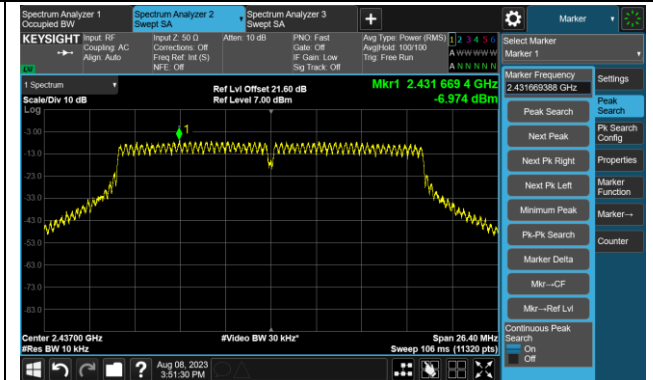 Spectrum Analyzer 1
Occupied BW
Spectrum Analyzer 2
Swept SA
Spectrum Analyzer 3
Swept SA
+
Marker
KEYSIGHT
Input: RF
Coupling: AC
Align: Auto
Input Z: 50 Ω
Corrections: Off
Freq Ref: Int (S)
NFE: Off
Atten: 10 dB
PNO: Fast
Gate: Off
IF Gain: Low
Sig Track: Off
Avg Type: Power (RMS)
Avg|Hold: 100/100
Trig: Free Run
1 2 3 4 5 6
A W W W W W
A N N N N N
LXI
Select Marker
Marker 1
1 Spectrum
Scale/Div 10 dB
Log
Ref Lvl Offset 21.60 dB
Ref Level 7.00 dBm
Mkr1 2.431 669 4 GHz
-6.974 dBm
1
-3.00
-13.0
-23.0
-33.0
-43.0
-53.0
-63.0
-73.0
-83.0
Center 2.43700 GHz
#Res BW 10 kHz
#Video BW 30 kHz*
Span 26.40 MHz
Sweep 106 ms (11320 pts)
Marker Frequency
2.431669388 GHz
Peak Search
Next Peak
Next Pk Right
Next Pk Left
Minimum Peak
Pk-Pk Search
Marker Delta
Mkr→CF
Mkr→Ref Lvl
Continuous Peak
Search
On
Off
Settings
Peak
Search
Pk Search
Config
Properties
Marker
Function
Marker→
Counter
?
Aug 08, 2023
3:51:30 PM